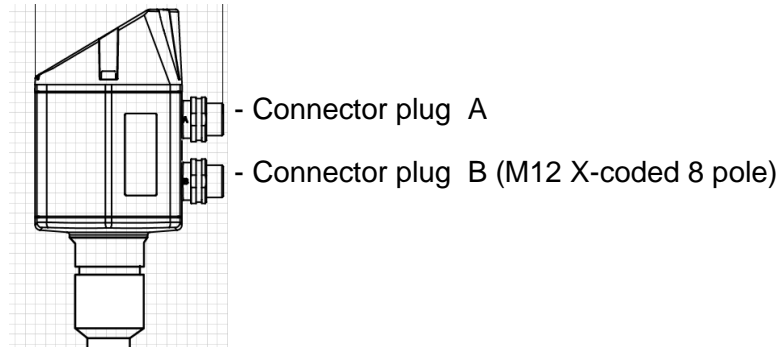 - Connector plug A
- Connector plug B (M12 X-coded 8 pole)
A
B